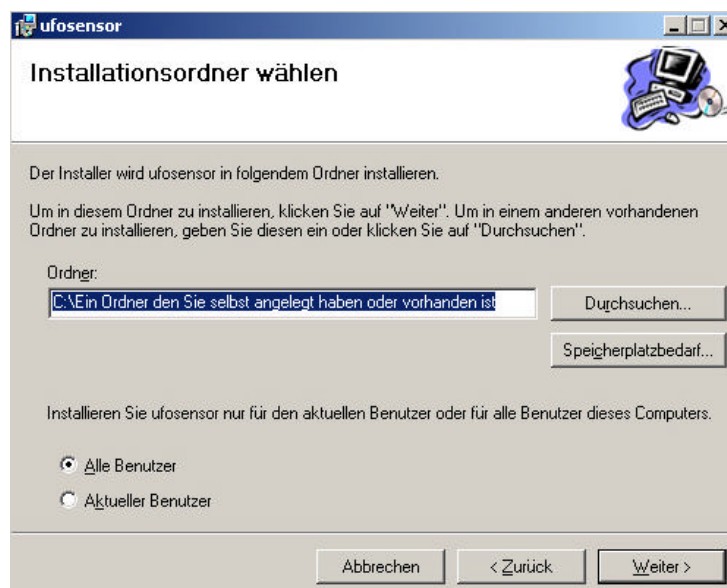 ufosensor
Installationsordner wählen
Der Installer wird ufosensor in folgendem Ordner installieren.
Um in diesem Ordner zu installieren, klicken Sie auf "Weiter". Um in einem anderen vorhandenen
Ordner zu installieren, geben Sie diesen ein oder klicken Sie auf "Durchsuchen".
Ordner:
C:\Ein Ordner den Sie selbst angelegt haben oder vorhanden ist
Durchsuchen...
Speicherplatzbedarf...
Installieren Sie ufosensor nur für den aktuellen Benutzer oder für alle Benutzer dieses Computers.
Alle Benutzer
Aktueller Benutzer
Abbrechen
< Zurück
Weiter >